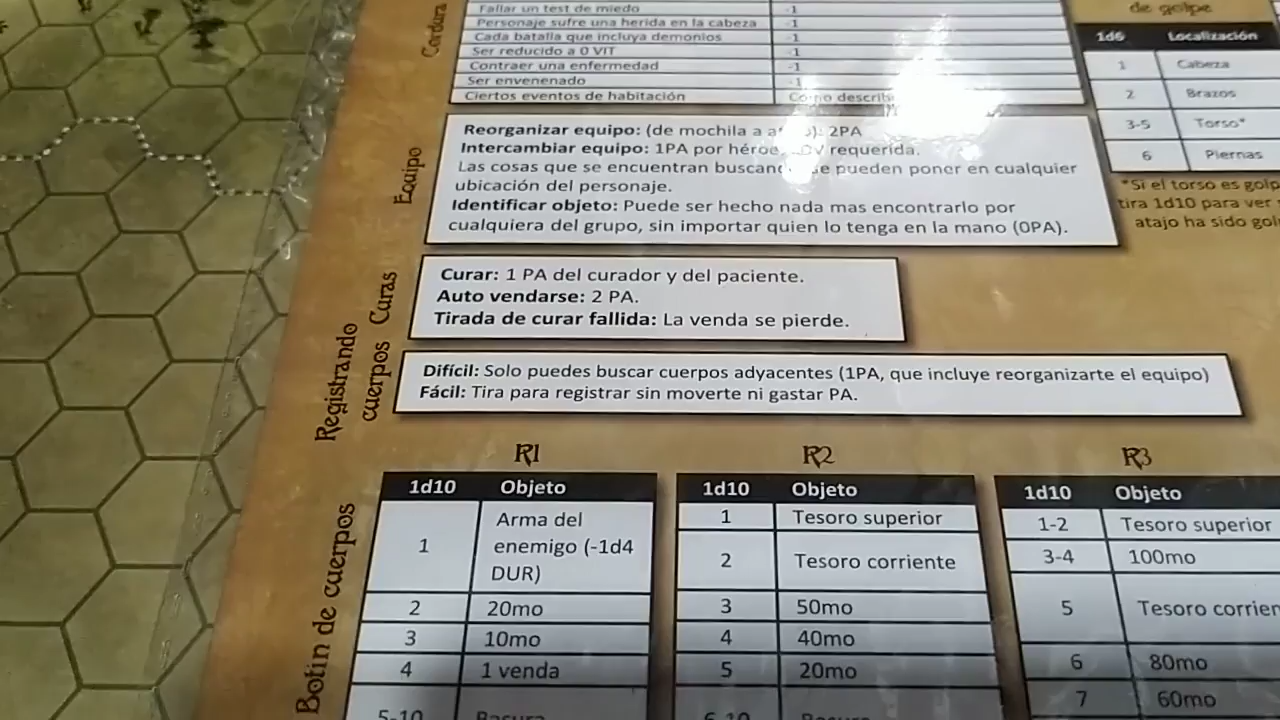 Cordura
Fallar un test de miedo -1
Personaje sufre una herida en la cabeza -1
Cada batalla que incluya demonios -1
Ser reducido a 0 VIT -1
Contraer una enfermedad -1
Ser envenenado -1
Ciertos eventos de habitación
de golpe
1d6 Localización
1 Cabeza
2 Brazos
3-5 Torso*
6 Piernas
*Si el torso es
tira 1d10 para ver
atajo ha sido
Equipo
Reorganizar equipo: (de mochila a 2PA
Intercambiar equipo: 1PA por héroe, requerida.
Las cosas que se encuentran se pueden poner en cualquier
ubicación del personaje.
Identificar objeto: Puede ser hecho nada mas encontrarlo por
cualquiera del grupo, sin importar quien lo tenga en la mano (0PA).
Curas
Curar: 1 PA del curador y del paciente.
Auto vendarse: 2 PA.
Tirada de curar fallida: La venda se pierde.
Registrando
cuerpos
Difícil: Solo puedes buscar cuerpos adyacentes (1PA, que incluye reorganizarte el equipo)
Fácil: Tira para registrar sin moverte ni gastar PA.
Botin de cuerpos
R1
1d10 Objeto
1 Arma del
enemigo (-1d4
DUR)
2 20mo
3 10mo
4 1 venda
5-10 Basura
R2
1d10 Objeto
1 Tesoro superior
2 Tesoro corriente
3 50mo
4 40mo
5 20mo
6-10 Basura
R3
1d10 Objeto
1-2 Tesoro superior
3-4 100mo
5 Tesoro
6 80mo
7 60mo